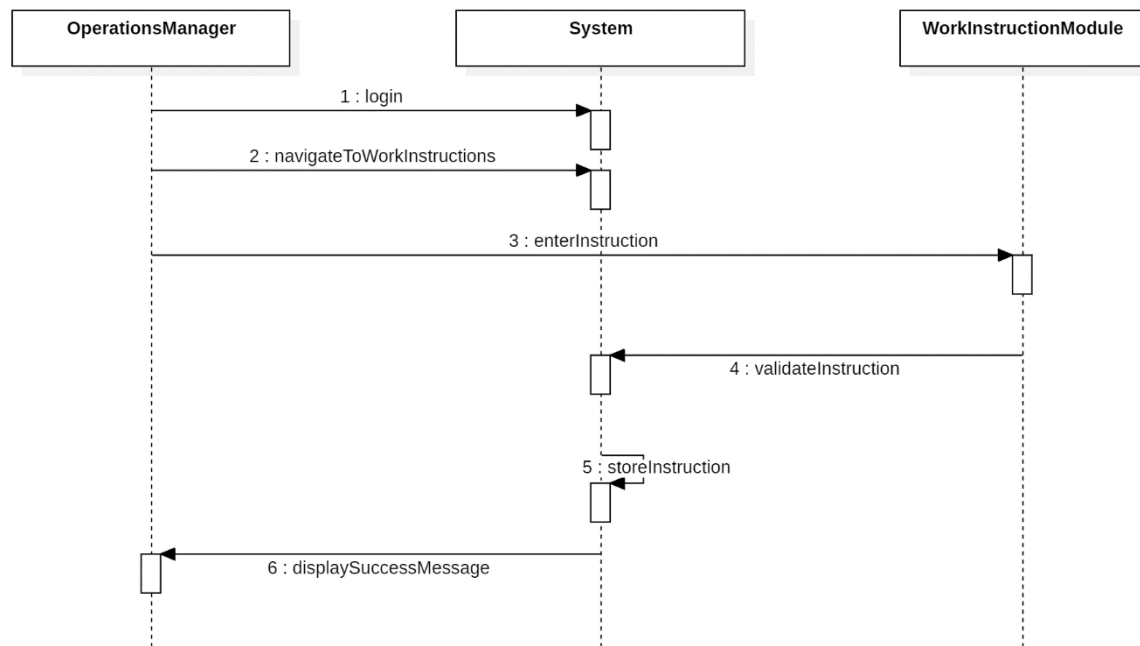 OperationsManager
System
WorkInstructionModule
1 : login
2 : navigateToWorkInstructions
3 : enterInstruction
4 : validateInstruction
5 : storeInstruction
6 : displaySuccessMessage